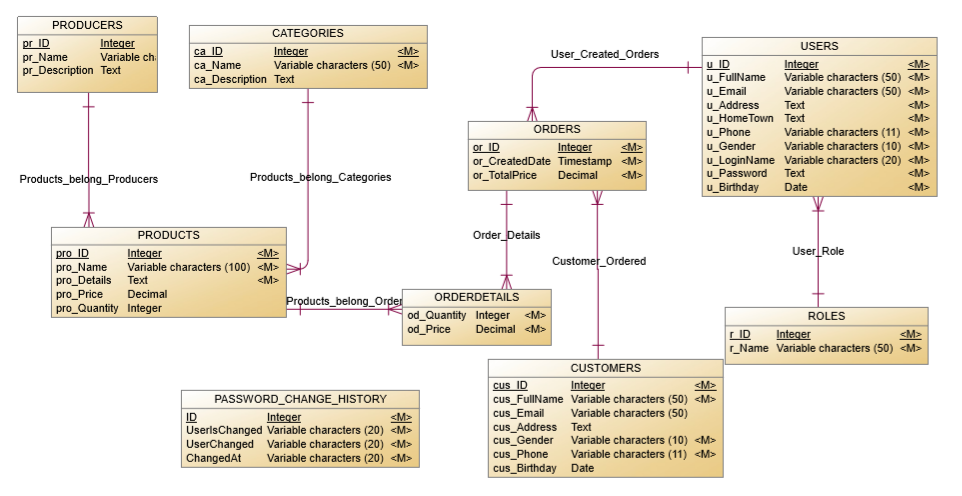 PRODUCERS
pr_ID Integer
pr_Name Variable cha
pr_Description Text
CATEGORIES
ca_ID Integer <M>
ca_Name Variable characters (50) <M>
ca_Description Text
User_Created_Orders
USERS
u_ID Integer <M>
u_FullName Variable characters (50) <M>
u_Email Variable characters (50) <M>
u_Address Text <M>
u_HomeTown Text <M>
u_Phone Variable characters (11) <M>
u_Gender Variable characters (10) <M>
u_LoginName Variable characters (20) <M>
u_Password Text <M>
u_Birthday Date <M>
ORDERS
or_ID Integer <M>
or_CreatedDate Timestamp <M>
or_TotalPrice Decimal <M>
Products_belong_Producers
Products_belong_Categories
PRODUCTS
pro_ID Integer <M>
pro_Name Variable characters (100) <M>
pro_Details Text <M>
pro_Price Decimal
pro_Quantity Integer
Order_Details
Customer_Ordered
User_Role
Products_belong_Order
ORDERDETAILS
od_Quantity Integer <M>
od_Price Decimal <M>
ROLES
r_ID Integer <M>
r_Name Variable characters (50) <M>
CUSTOMERS
cus_ID Integer <M>
cus_FullName Variable characters (50) <M>
cus_Email Variable characters (50)
cus_Address Text
cus_Gender Variable characters (10) <M>
cus_Phone Variable characters (11) <M>
cus_Birthday Date
PASSWORD_CHANGE_HISTORY
ID Integer <M>
UserIsChanged Variable characters (20) <M>
UserChanged Variable characters (20) <M>
ChangedAt Variable characters (20) <M>